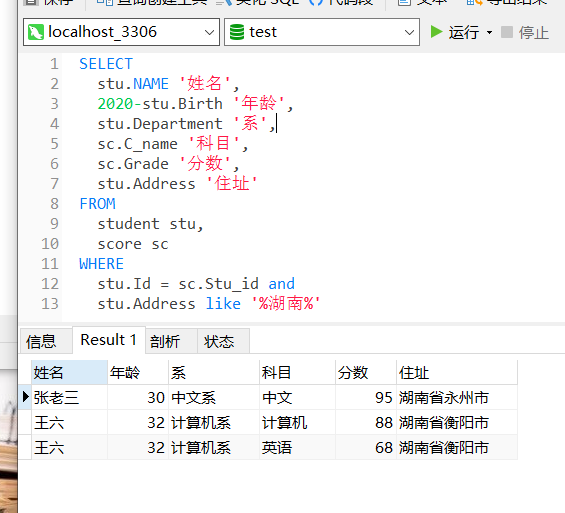 localhost_3306 test 运行 停止
1 SELECT
2 stu.NAME '姓名',
3 2020-stu.Birth '年龄',
4 stu.Department '系',
5 sc.C_name '科目',
6 sc.Grade '分数',
7 stu.Address '住址'
8 FROM
9 student stu,
10 score sc
11 WHERE
12 stu.Id = sc.Stu_id and
13 stu.Address like '%湖南%'
信息 Result 1 剖析 状态
姓名 年龄 系 科目 分数 住址
张老三 30 中文系 中文 95 湖南省永州市
王六 32 计算机系 计算机 88 湖南省衡阳市
王六 32 计算机系 英语 68 湖南省衡阳市